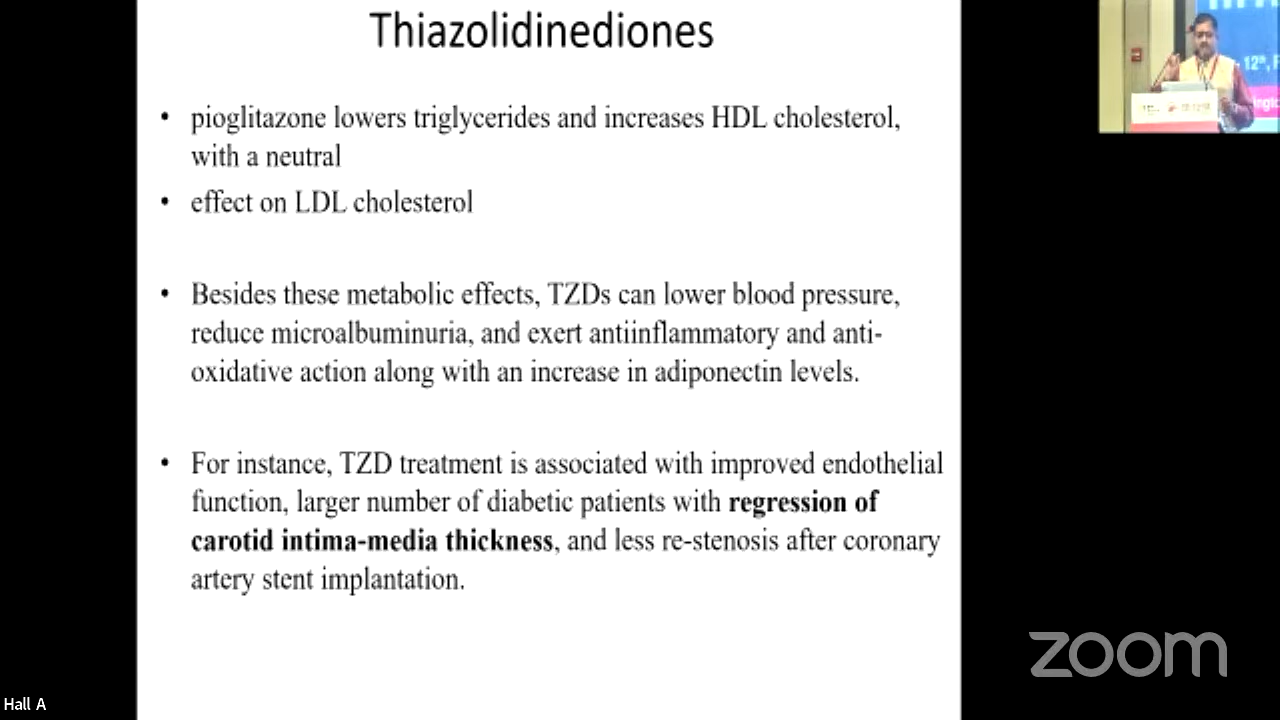 Thiazolidinediones
• pioglitazone lowers triglycerides and increases HDL cholesterol,
with a neutral
• effect on LDL cholesterol
• Besides these metabolic effects, TZDs can lower blood pressure,
reduce microalbuminuria, and exert antiinflammatory and anti-
oxidative action along with an increase in adiponectin levels.
• For instance, TZD treatment is associated with improved endothelial
function, larger number of diabetic patients with regression of
carotid intima-media thickness, and less re-stenosis after coronary
artery stent implantation.
12th,
zoom
Hall A